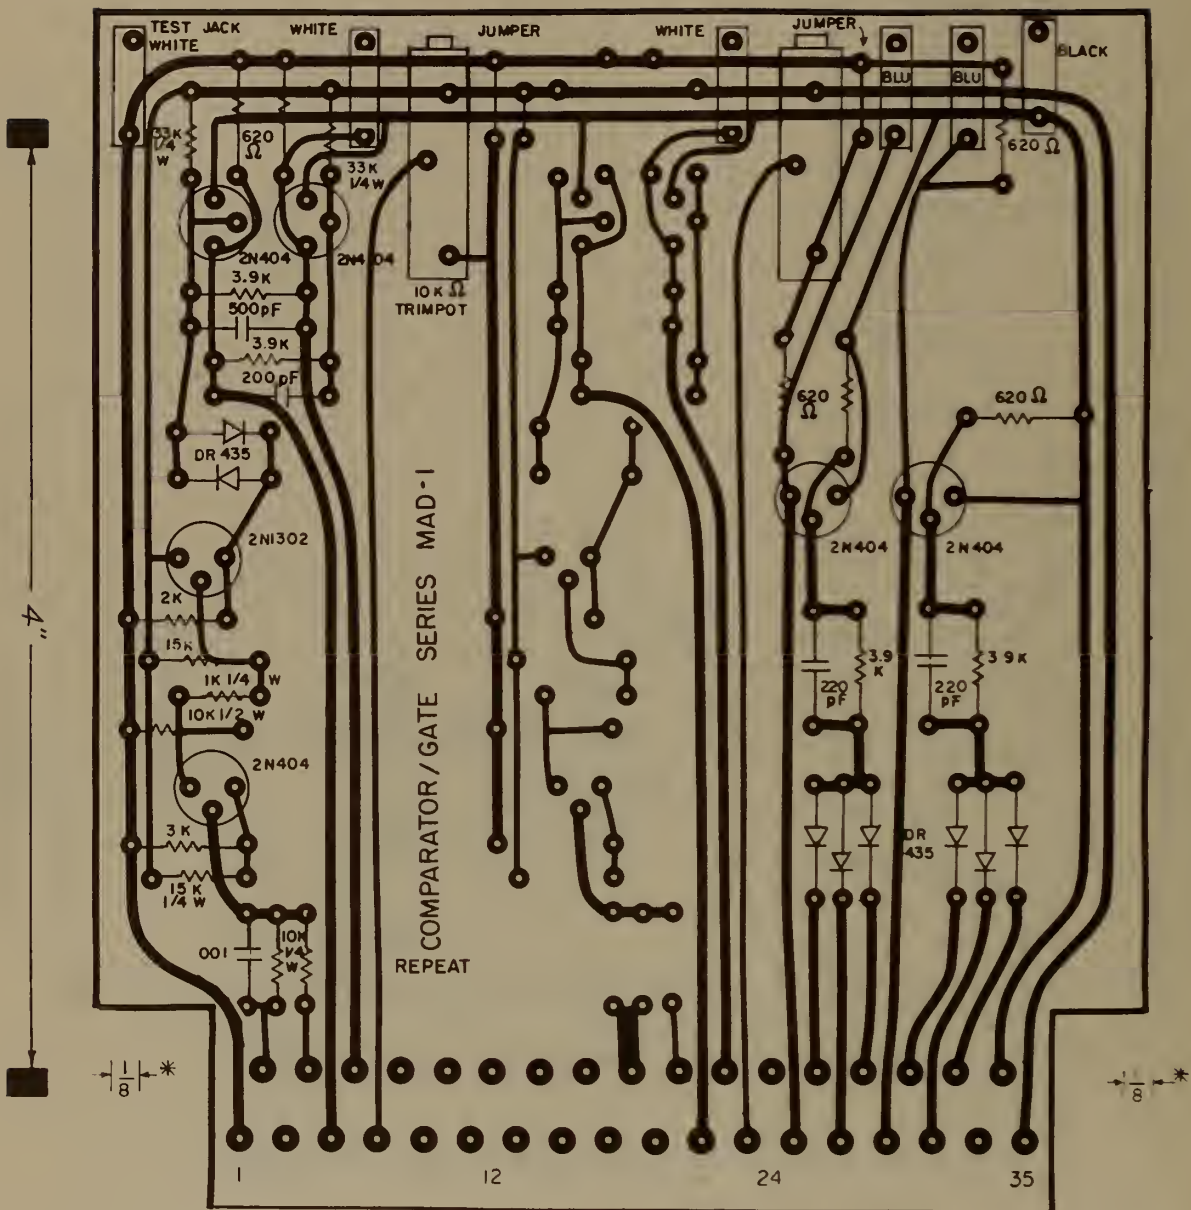 TEST JACK
WHITE
WHITE
JUMPER
WHITE
JUMPER
BLU
BLU
BLACK
33K
1/4
W
620
Ω
33K
1/4 W
620 Ω
2N404
2N404
3.9K
500pF
3.9K
200pF
10K Ω
TRIMPOT
620
Ω
620 Ω
DR 435
2N1302
2N404
2N404
4"
2K
15K
1K 1/4 W
10K 1/2 W
3.9
K
220
pF
3 9K
220
pF
2N404
3K
15K
1/4 W
DR
435
COMPARATOR/GATE SERIES MAD-1
001
10K
1/4
W
REPEAT
1/8 *
1/8 *
1
12
24
35